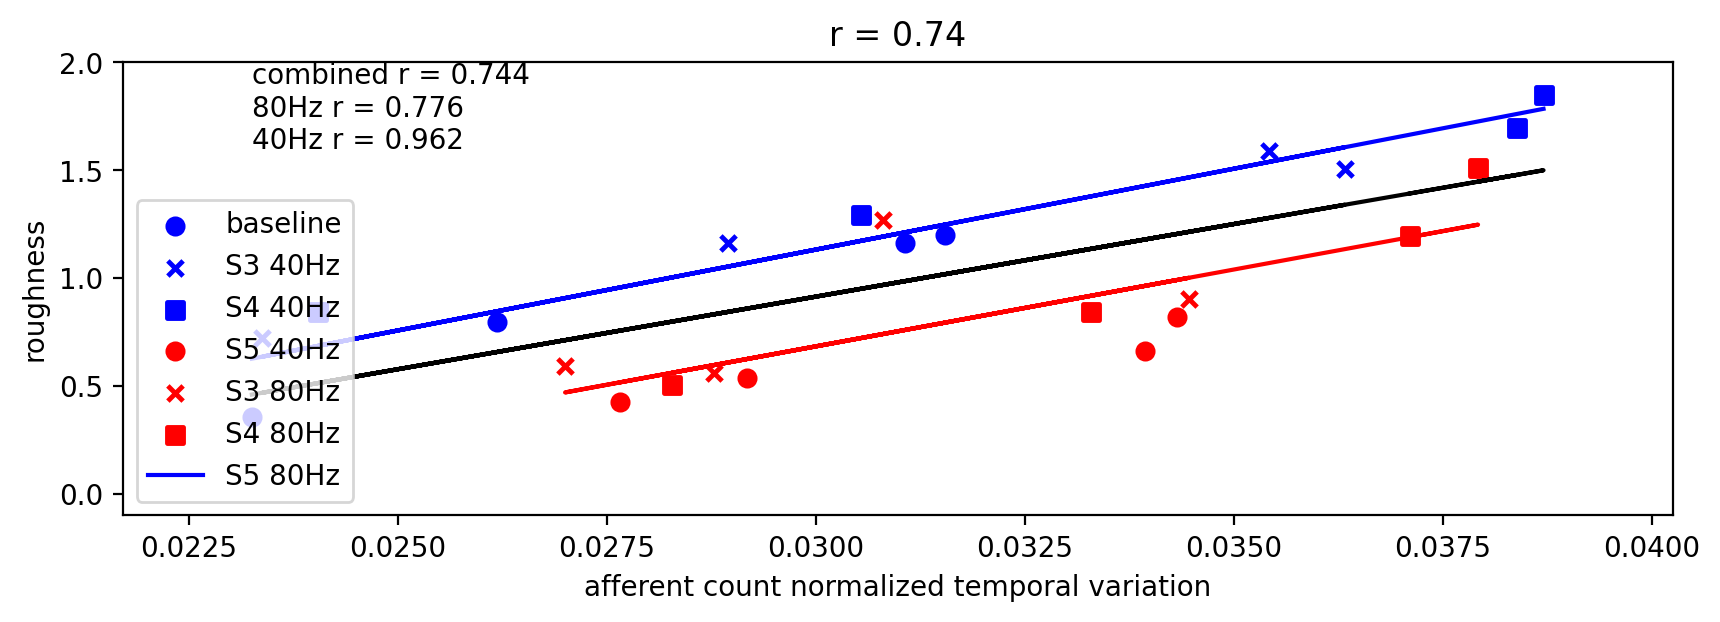 r = 0.74
combined r = 0.744
80Hz r = 0.776
40Hz r = 0.962
baseline
S3 40Hz
S4 40Hz
S5 40Hz
S3 80Hz
S4 80Hz
S5 80Hz
roughness
2.0
1.5
1.0
0.5
0.0
0.0225 0.0250 0.0275 0.0300 0.0325 0.0350 0.0375 0.0400
afferent count normalized temporal variation